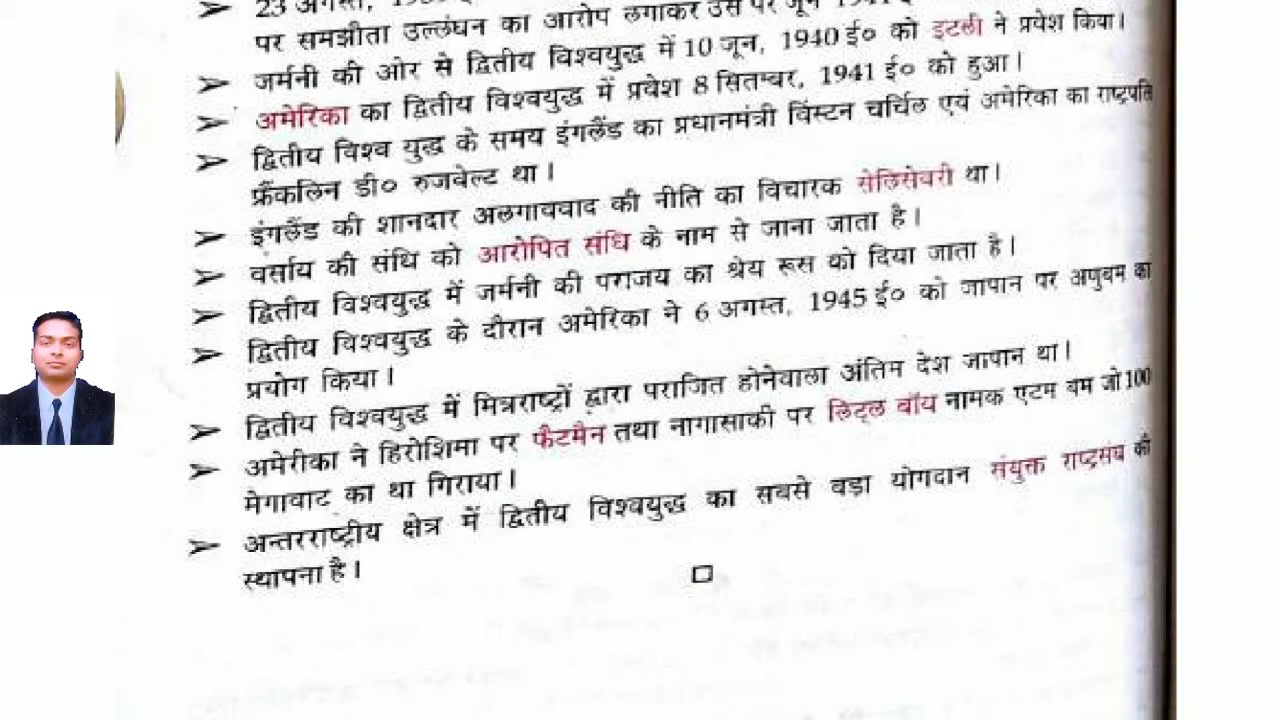 ➤ 23 अगस्त,
पर समझौता उल्लंघन का आरोप लगाकर उस पर जून
➤ जर्मनी की ओर से द्वितीय विश्वयुद्ध में 10 जून, 1940 ई० को इटली ने प्रवेश किया।
➤ अमेरिका का द्वितीय विश्वयुद्ध में प्रवेश 8 सितम्बर, 1941 ई० को हुआ।
➤ द्वितीय विश्व युद्ध के समय इंगलैंड का प्रधानमंत्री विंस्टन चर्चिल एवं अमेरिका का राष्ट्रपति
फ्रैंकलिन डी० रुजवेल्ट था।
➤ इंगलैंड की शानदार अलगाववाद की नीति का विचारक सेलिसेवरी था।
➤ वर्साय की संधि को आरोपित संधि के नाम से जाना जाता है।
➤ द्वितीय विश्वयुद्ध में जर्मनी की पराजय का श्रेय रूस को दिया जाता है।
➤ द्वितीय विश्वयुद्ध के दौरान अमेरिका ने 6 अगस्त, 1945 ई० को जापान पर अणुबम का
प्रयोग किया।
➤ द्वितीय विश्वयुद्ध में मित्रराष्ट्रों द्वारा पराजित होनेवाला अंतिम देश जापान था।
➤ अमेरीका ने हिरोशिमा पर फैटमैन तथा नागासाकी पर लिट्ल बॉय नामक एटम बम जो 100
मेगावाट का था गिराया।
➤ अन्तरराष्ट्रीय क्षेत्र में द्वितीय विश्वयुद्ध का सबसे बड़ा योगदान संयुक्त राष्ट्रसंघ की
स्थापना है।